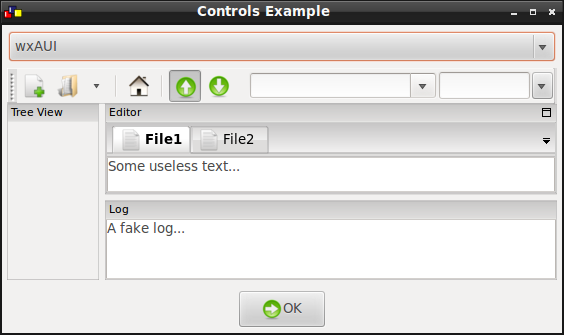 Controls Example
wxAUI
Tree View
Editor
File1
File2
Some useless text...
Log
A fake log...
OK